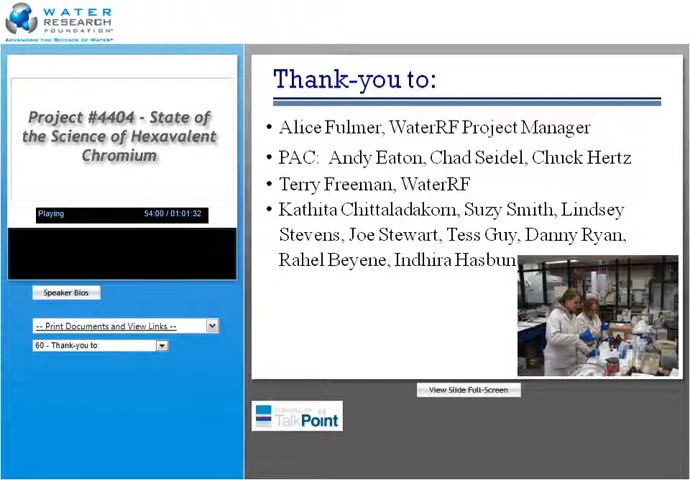 WATER
RESEARCH
FOUNDATION
ADVANCING THE SCIENCE OF WATER
Project #4404 - State of
the Science of Hexavalent
Chromium
Playing 54:00 / 01:01:32
Speaker Bios
-- Print Documents and View Links --
60 - Thank-you to:
Thank-you to:
• Alice Fulmer, WaterRF Project Manager
• PAC: Andy Eaton, Chad Seidel, Chuck Hertz
• Terry Freeman, WaterRF
• Kathita Chittaladakorn, Suzy Smith, Lindsey
Stevens, Joe Stewart, Tess Guy, Danny Ryan,
Rahel Beyene, Indhira Hasbun
View Slide Full-Screen
POWERED BY
TalkPoint